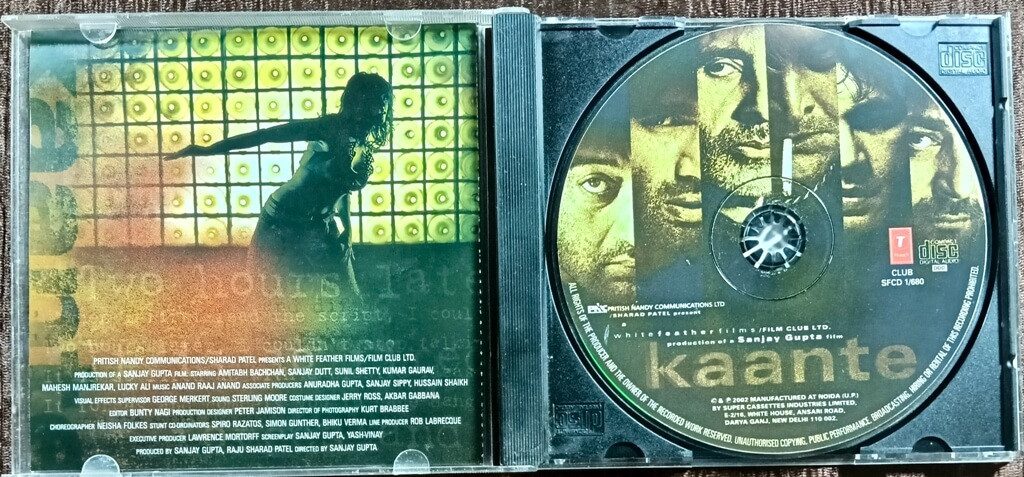 Two hours late
the script, I coul
couldn't
PRITISH NANDY COMMUNICATIONS/SHARAD PATEL PRESENTS A WHITE FEATHER FILMS/FILM CLUB LTD.
PRODUCTION OF A SANJAY GUPTA FILM. STARRING AMITABH BACHCHAN, SANJAY DUTT, SUNIL SHETTY, KUMAR GAURAV,
MAHESH MANJREKAR, LUCKY ALI MUSIC ANAND RAAJ ANAND ASSOCIATE PRODUCERS ANURADHA GUPTA, SANJAY SIPPY, HUSSAIN SHAIKH
VISUAL EFFECTS SUPERVISOR GEORGE MERKERT SOUND STERLING MOORE COSTUME DESIGNER JERRY ROSS, AKBAR GABBANA
EDITOR BUNTY NAGI PRODUCTION DESIGNER PETER JAMISON DIRECTOR OF PHOTOGRAPHY KURT BRABBEE
CHOREOGRAPHER NEISHA FOLKES STUNT CO-ORDINATORS SPIRO RAZATOS, SIMON GUNTHER, BHIKU VERMA LINE PRODUCER ROB LABRECQUE
EXECUTIVE PRODUCER LAWRENCE MORTORFF SCREENPLAY SANJAY GUPTA, YASH-VINAY
PRODUCED BY SANJAY GUPTA, RAJU SHARAD PATEL DIRECTED BY SANJAY GUPTA
disc
T
COMPACT
disc
DIGITAL AUDIO
DDD
CLUB
SFCD 1/680
PNC PRITISH NANDY COMMUNICATIONS LTD
/SHARAD PATEL present
a
whitefeatherfilms/FILM CLUB LTD.
production of a Sanjay Gupta film
kaante
© & ℗ 2002 MANUFACTURED AT NOIDA (U.P.)
BY SUPER CASSETTES INDUSTRIES LIMITED,
E-2/16, WHITE HOUSE, ANSARI ROAD,
DARYA GANJ, NEW DELHI 110 002.
ALL RIGHTS OF THE PRODUCER AND THE OWNER OF THE RECORDED WORK RESERVED. UNAUTHORISED COPYING, PUBLIC PERFORMANCE, BROADCASTING, HIRING OR RENTAL OF THIS RECORDING PROHIBITED.